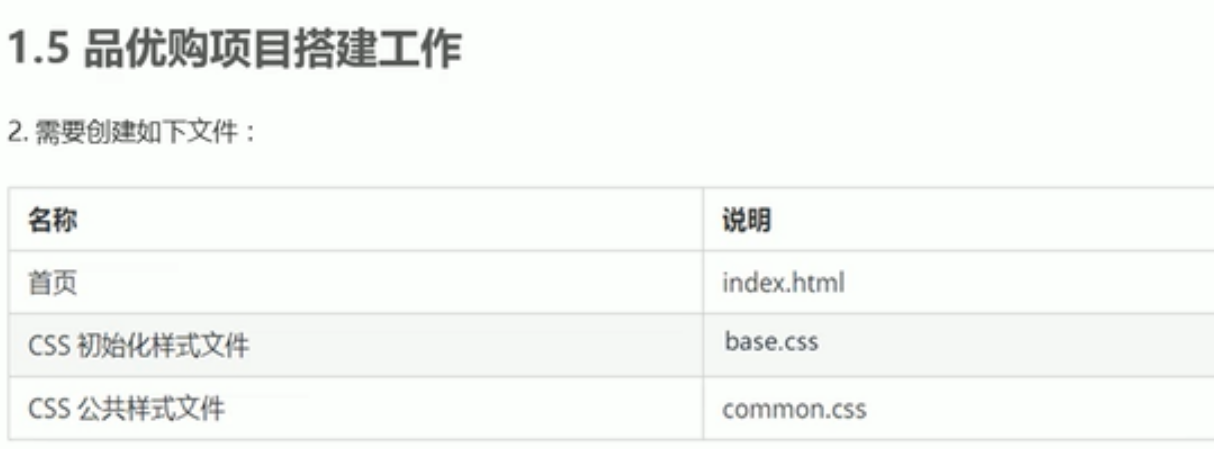 1.5 品优购项目搭建工作
2. 需要创建如下文件：
名称 说明
首页 index.html
CSS 初始化样式文件 base.css
CSS 公共样式文件 common.css